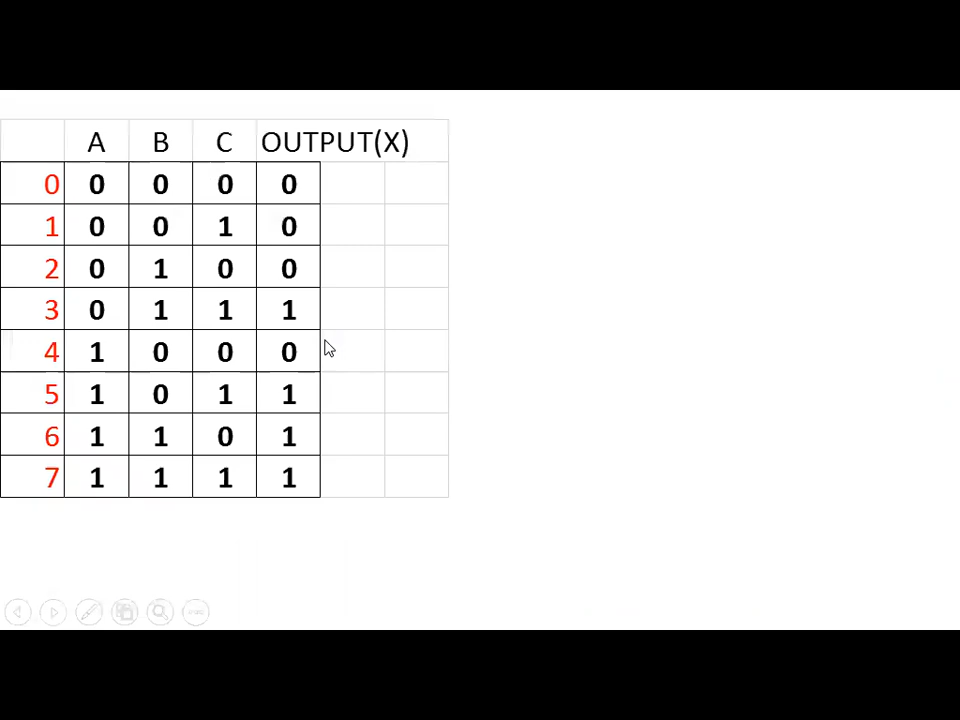 A B C OUTPUT(X)
0 0 0 0 0
1 0 0 1 0
2 0 1 0 0
3 0 1 1 1
4 1 0 0 0
5 1 0 1 1
6 1 1 0 1
7 1 1 1 1